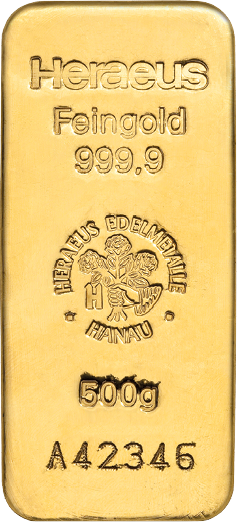 Heraeus
Feingold
999,9
HERAEUS EDELMETALLE
H
HANAU
500g
A42346